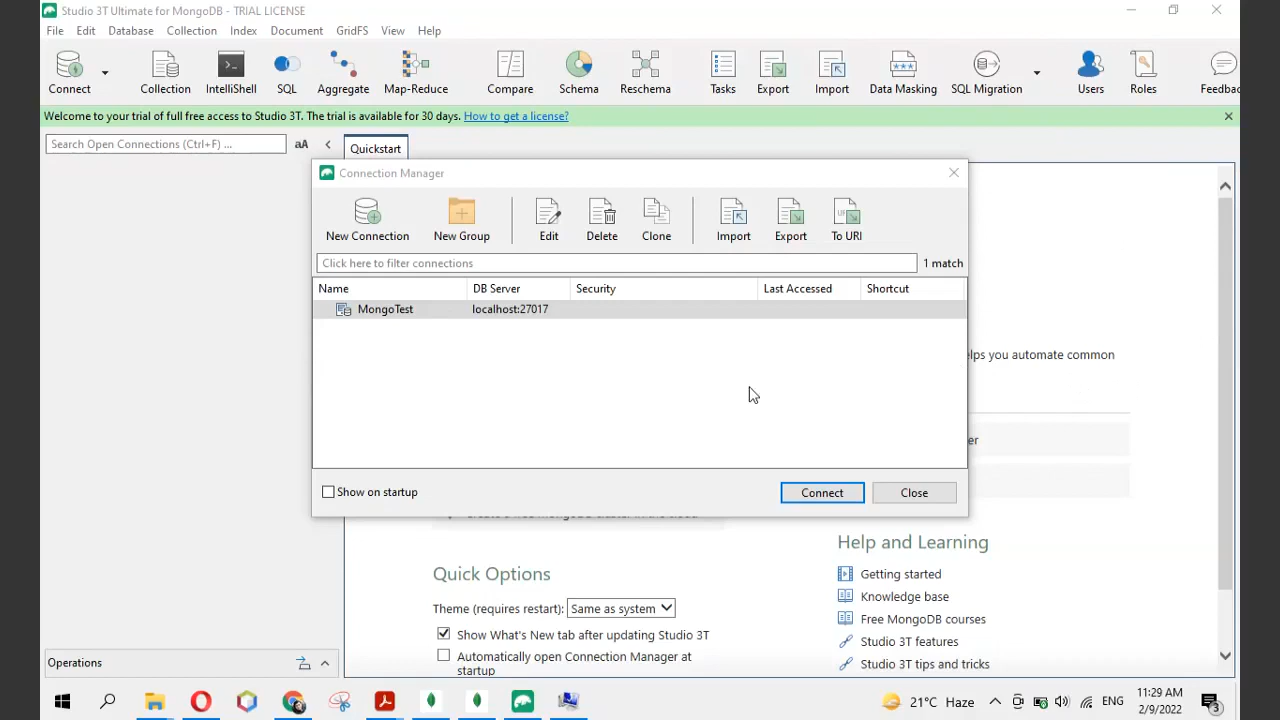 Studio 3T Ultimate for MongoDB - TRIAL LICENSE
File Edit Database Collection Index Document GridFS View Help
Connect Collection IntelliShell SQL Aggregate Map-Reduce Compare Schema Reschema Tasks Export Import Data Masking SQL Migration Users Roles Feedbac
Welcome to your trial of full free access to Studio 3T. The trial is available for 30 days. How to get a license?
Search Open Connections (Ctrl+F) ... aA Quickstart
Connection Manager
New Connection New Group Edit Delete Clone Import Export To URI
Click here to filter connections 1 match
Name DB Server Security Last Accessed Shortcut
MongoTest localhost:27017
elps you automate common
er
Show on startup Connect Close
Help and Learning
Quick Options
Getting started
Knowledge base
Theme (requires restart): Same as system
Free MongoDB courses
Show What's New tab after updating Studio 3T
Studio 3T features
Automatically open Connection Manager at
startup
Studio 3T tips and tricks
Operations
21°C Haze ENG
11:29 AM
2/9/2022
3